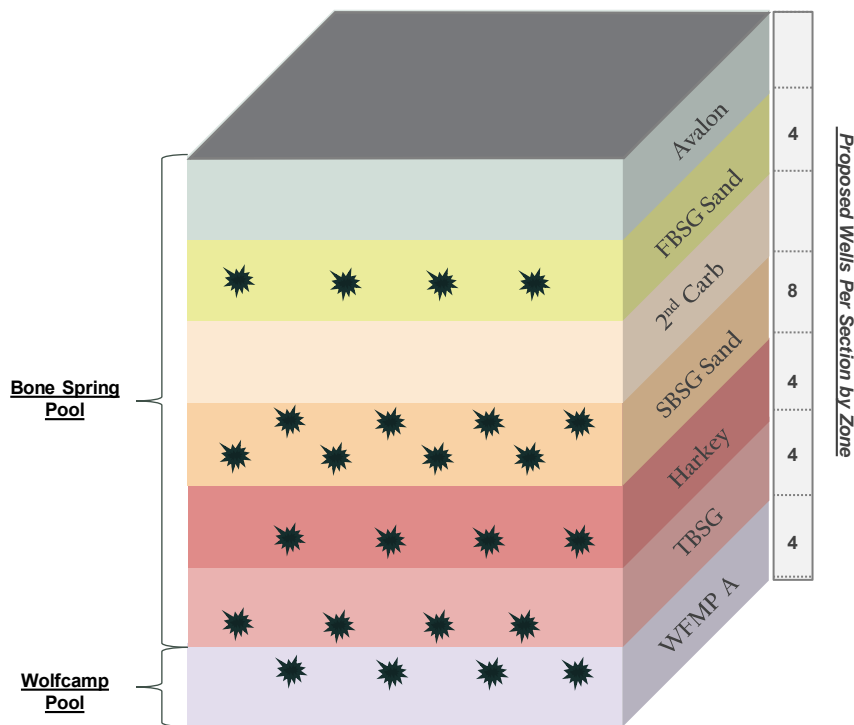 Avalon
FBSG Sand
2nd Carb
SBSG Sand
Harkey
TBSG
WFMP A
Bone Spring
Pool
Wolfcamp
Pool
4
8
4
4
4
Proposed Wells Per Section by Zone